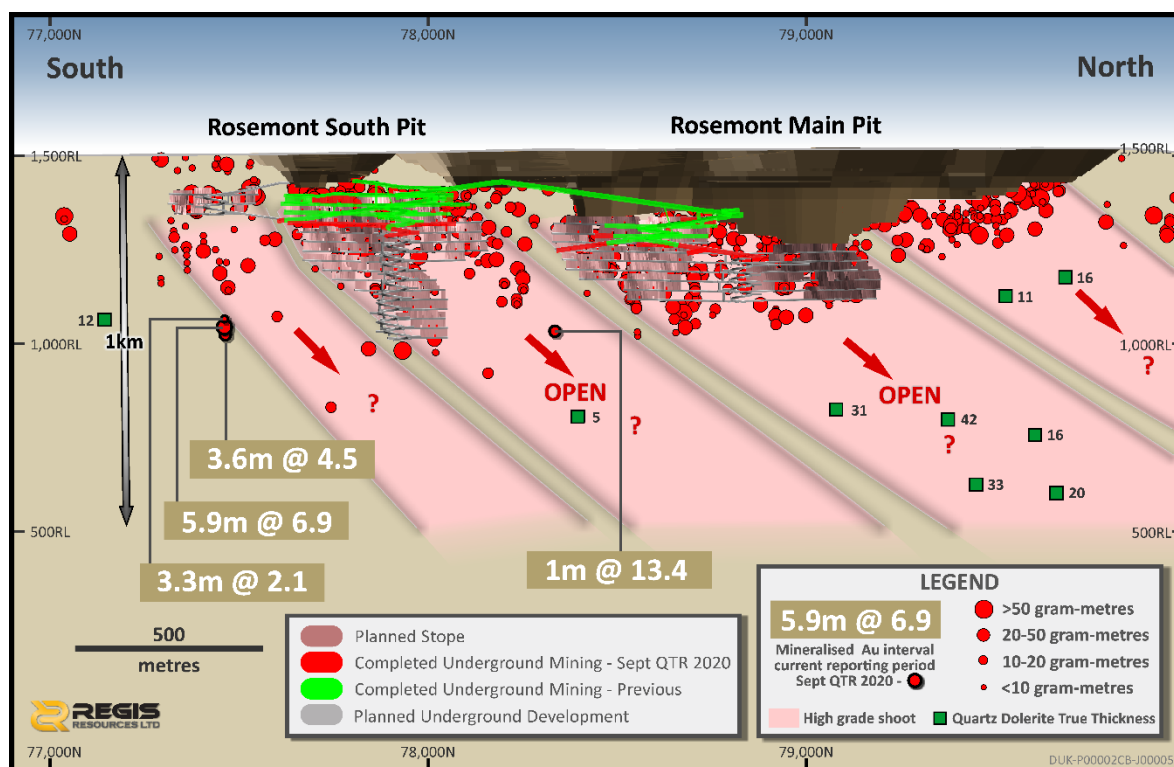 77,000N
78,000N
79,000N
South
North
Rosemont South Pit
Rosemont Main Pit
1,500RL
1,500RL
16
11
12
1km
1,000RL
1,000RL
?
OPEN
OPEN
?
5
?
31
42
?
16
3.6m @ 4.5
33
20
5.9m @ 6.9
500RL
500RL
3.3m @ 2.1
1m @ 13.4
500
metres
Planned Stope
Completed Underground Mining - Sept QTR 2020
Completed Underground Mining - Previous
Planned Underground Development
LEGEND
5.9m @ 6.9
Mineralised Au interval
current reporting period
Sept QTR 2020 -
>50 gram-metres
20-50 gram-metres
10-20 gram-metres
<10 gram-metres
High grade shoot
Quartz Dolerite True Thickness
REGIS
RESOURCES LTD
77,000N
78,000N
79,000N
DUK-P00002CB-J00005